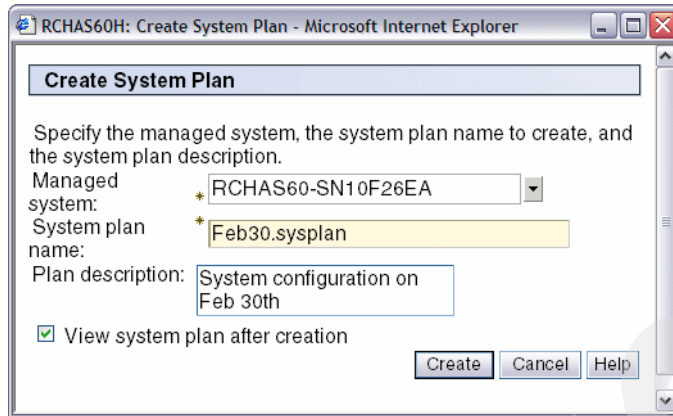 RCHAS60H: Create System Plan - Microsoft Internet Explorer
Create System Plan
Specify the managed system, the system plan name to create, and
the system plan description.
Managed
system:
* RCHAS60-SN10F26EA
System plan
name:
* Feb30.sysplan
Plan description:
System configuration on
Feb 30th
View system plan after creation
Create Cancel Help